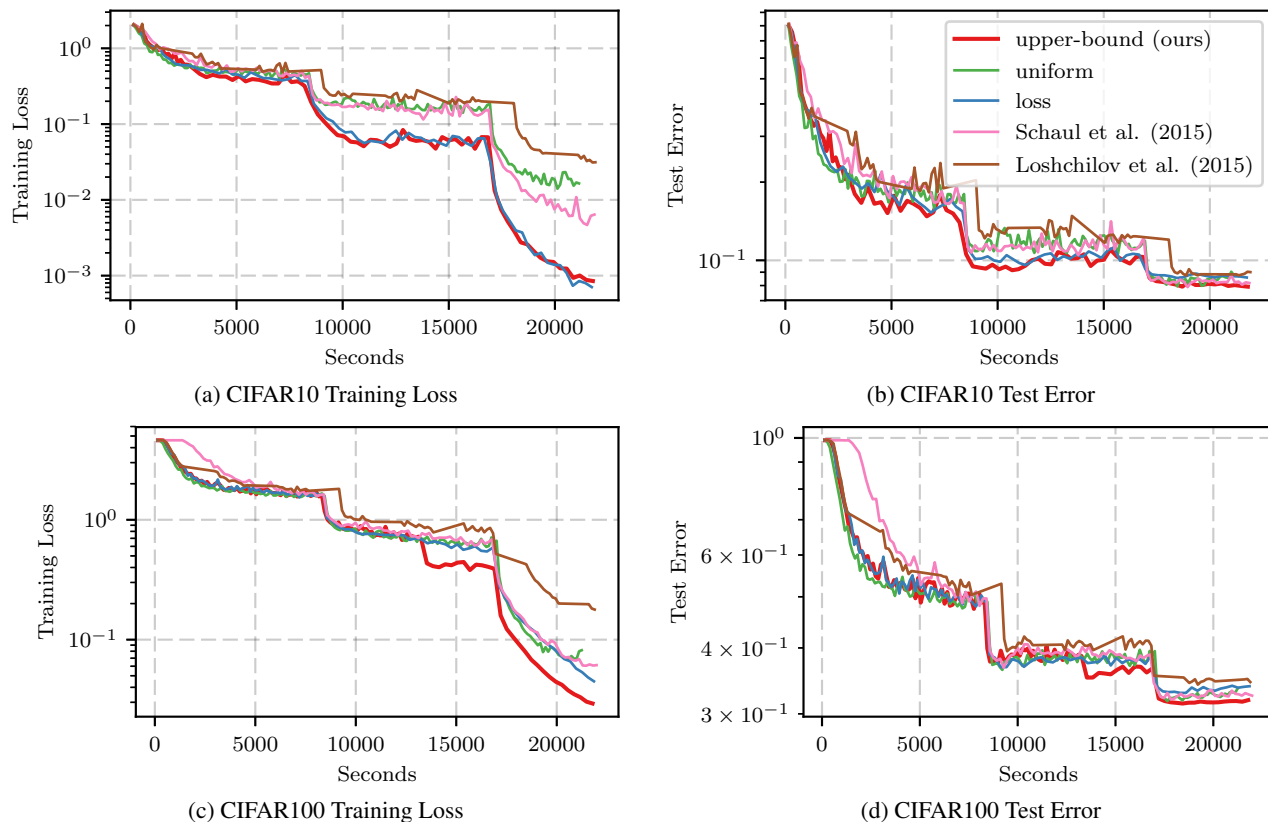 10^0
10^-1
10^-2
10^-3
Training Loss
0 5000 10000 15000 20000
Seconds
(a) CIFAR10 Training Loss
upper-bound (ours)
uniform
loss
Schaul et al. (2015)
Loshchilov et al. (2015)
10^-1
Test Error
0 5000 10000 15000 20000
Seconds
(b) CIFAR10 Test Error
10^0
10^-1
Training Loss
0 5000 10000 15000 20000
Seconds
(c) CIFAR100 Training Loss
10^0
6 × 10^-1
4 × 10^-1
3 × 10^-1
Test Error
0 5000 10000 15000 20000
Seconds
(d) CIFAR100 Test Error